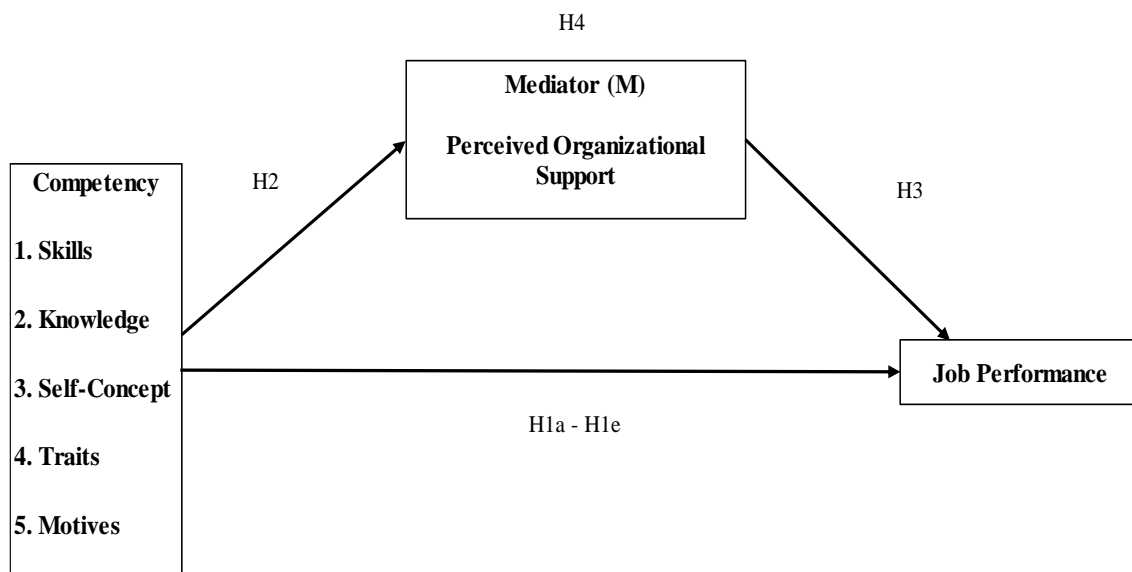 H4
Mediator (M)
Perceived Organizational
Support
H2
H3
Competency
1. Skills
2. Knowledge
3. Self-Concept
4. Traits
5. Motives
Job Performance
H1a - H1e